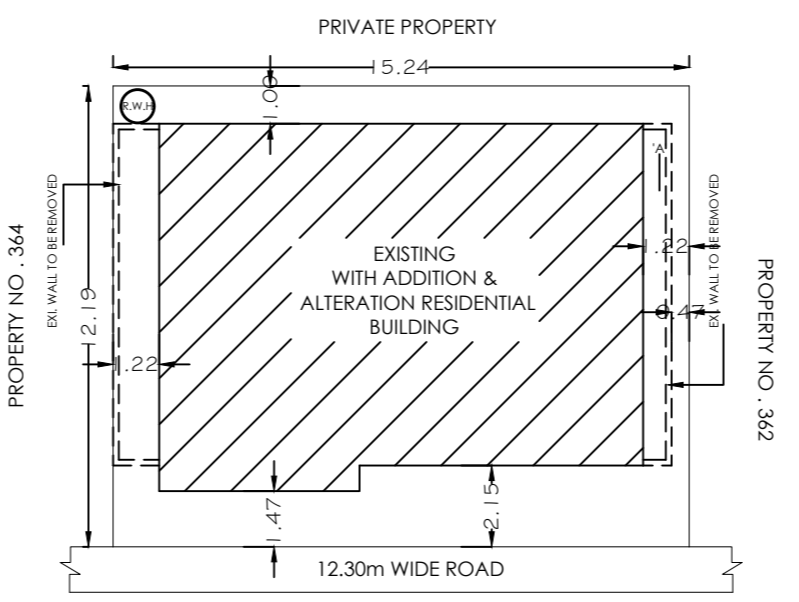 PRIVATE PROPERTY
15.24
1.00
R.W.H
'A'
EXI. WALL TO BE REMOVED
PROPERTY NO . 364
12.19
1.22
EXISTING
WITH ADDITION &
ALTERATION RESIDENTIAL
BUILDING
1.22
0.47
EXI. WALL TO BE REMOVED
PROPERTY NO . 362
1.47
2.15
12.30m WIDE ROAD